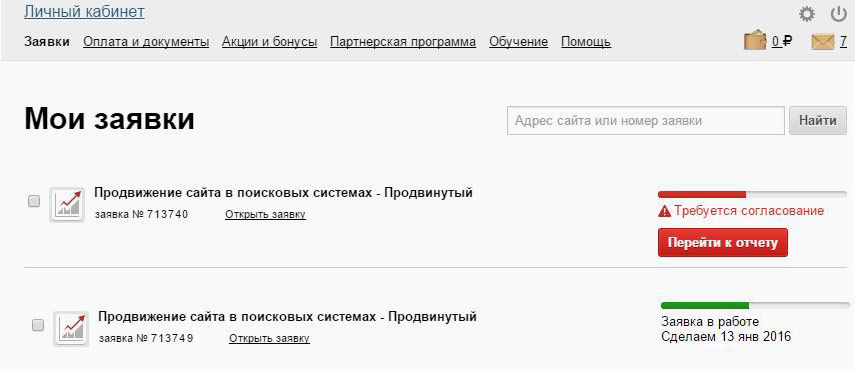 Личный кабинет
Заявки Оплата и документы Акции и бонусы Партнерская программа Обучение Помощь 0 ₽ 7
Мои заявки
Адрес сайта или номер заявки Найти
Продвижение сайта в поисковых системах - Продвинутый
заявка № 713740 Открыть заявку
Требуется согласование
Перейти к отчету
Продвижение сайта в поисковых системах - Продвинутый
заявка № 713749 Открыть заявку
Заявка в работе
Сделаем 13 янв 2016